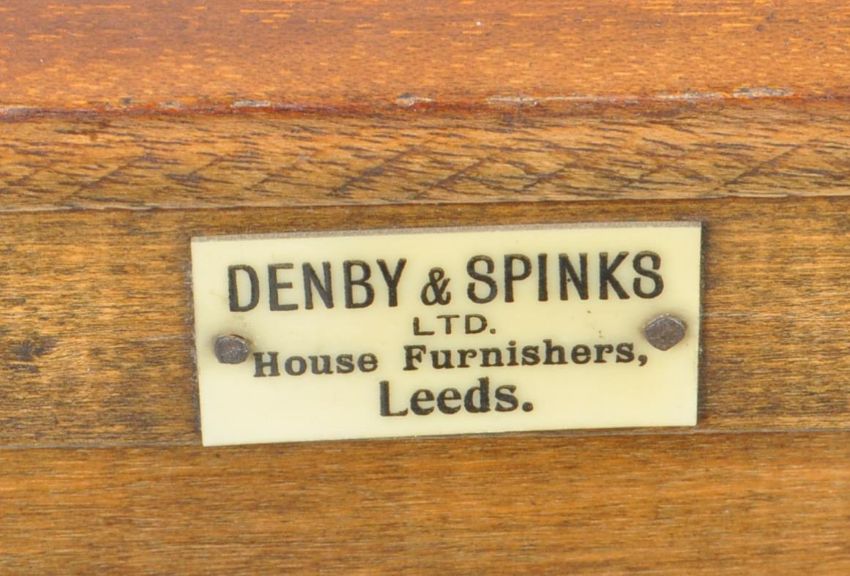 DENBY & SPINKS
LTD.
House Furnishers,
Leeds.